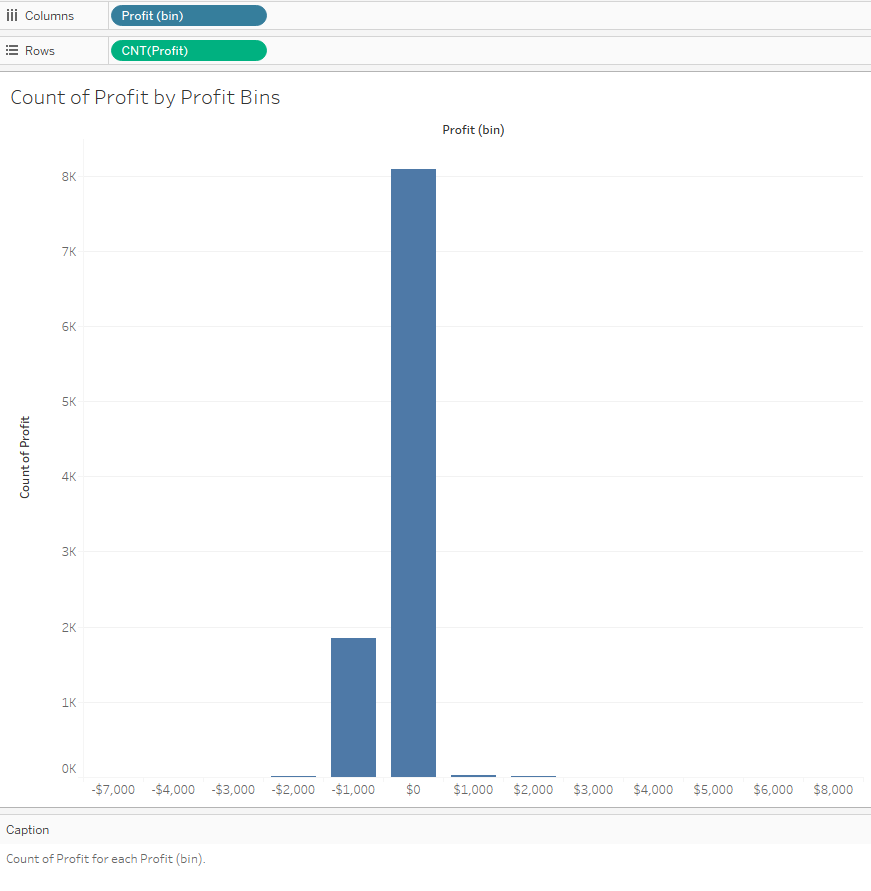 Columns
Profit (bin)
Rows
CNT(Profit)
Count of Profit by Profit Bins
Profit (bin)
8K
7K
6K
5K
4K
3K
2K
1K
0K
Count of Profit
-$7,000 -$4,000 -$3,000 -$2,000 -$1,000 $0 $1,000 $2,000 $3,000 $4,000 $5,000 $6,000 $8,000
Caption
Count of Profit for each Profit (bin).